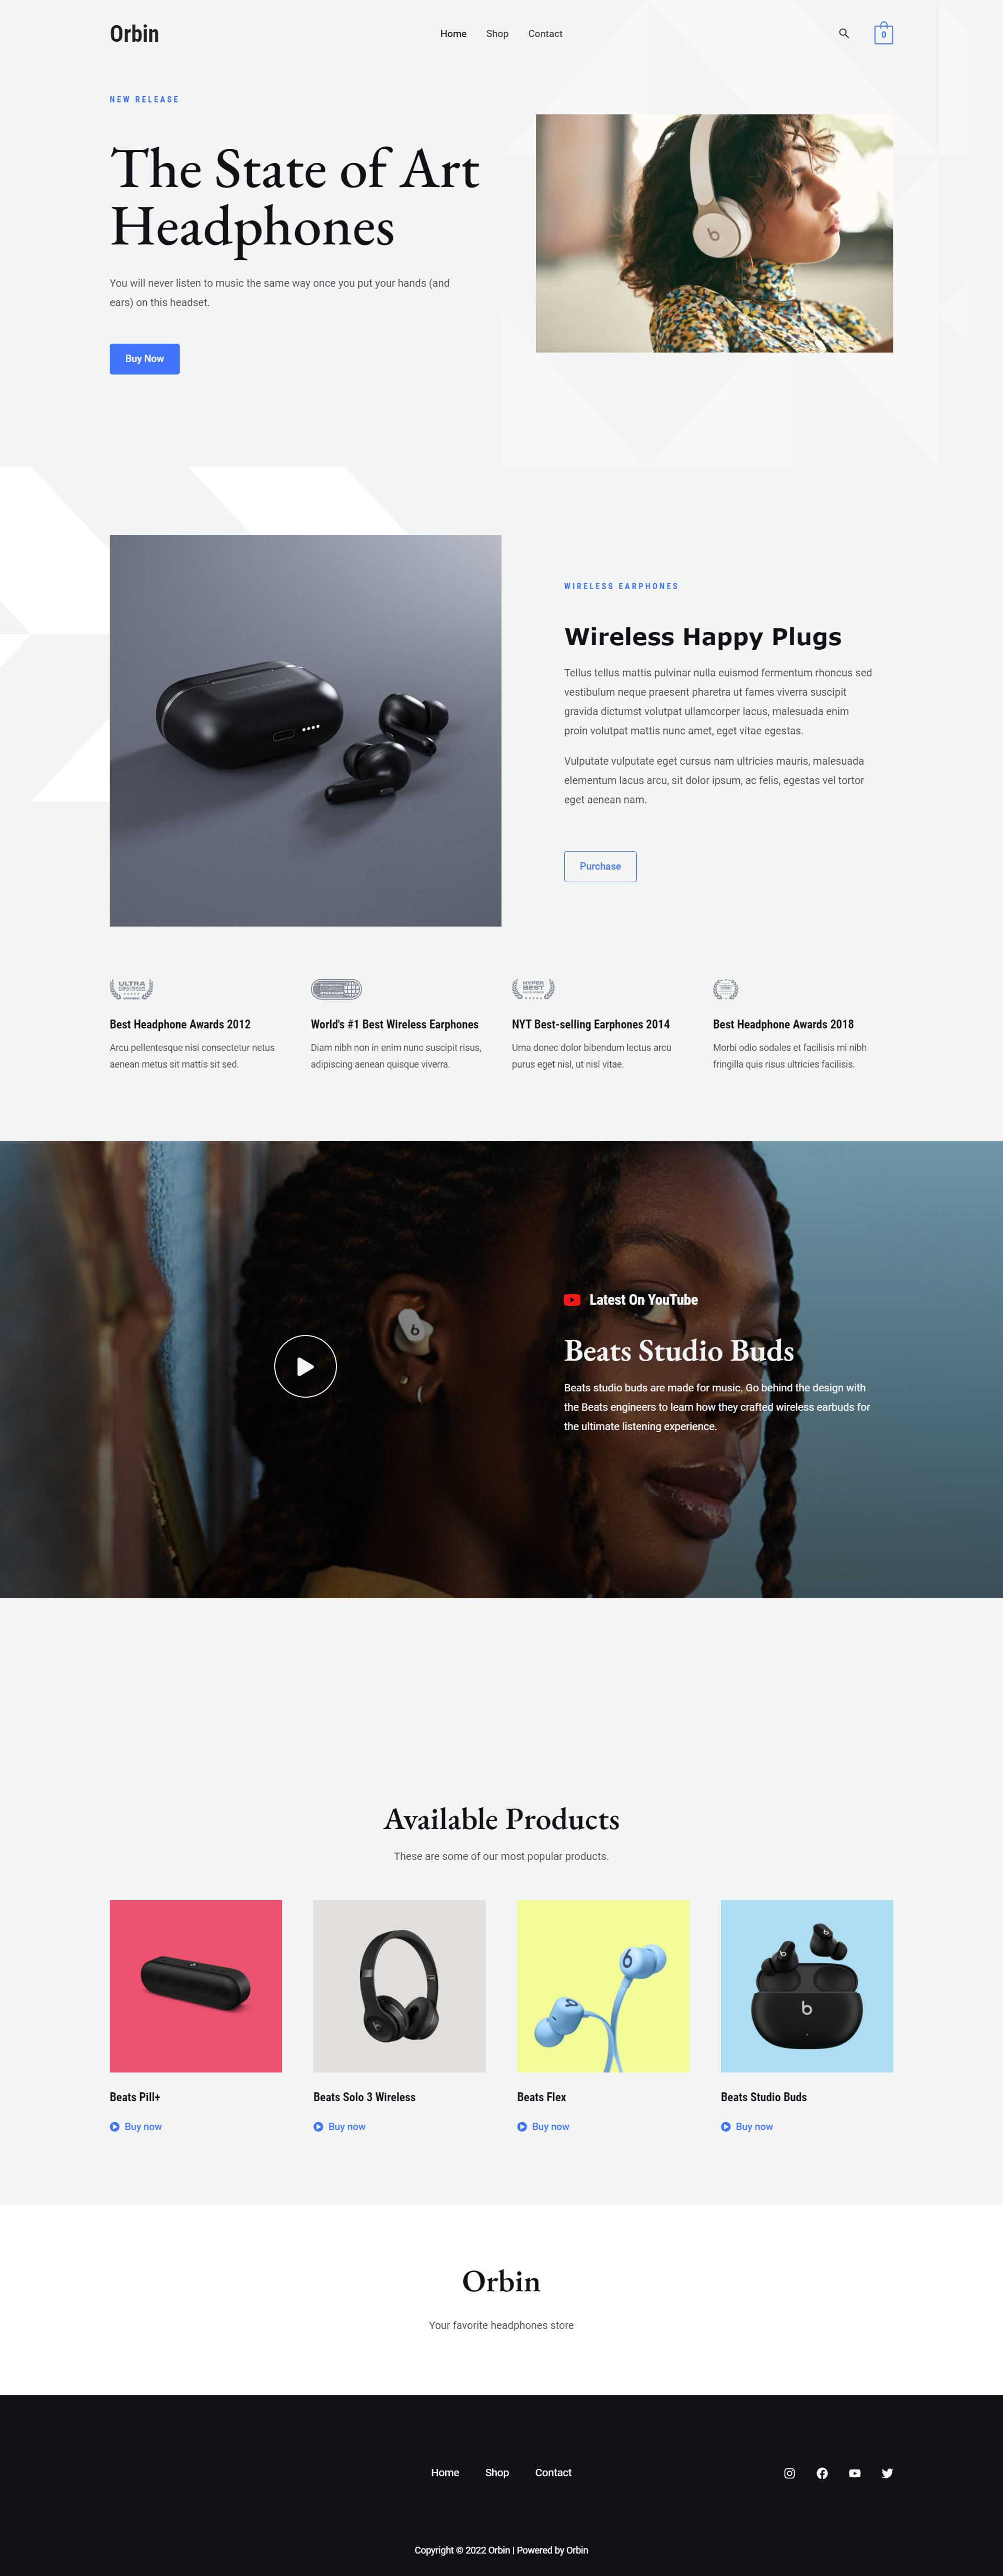 Orbin
Home Shop Contact
0
NEW RELEASE
The State of Art
Headphones
You will never listen to music the same way once you put your hands (and
ears) on this headset.
Buy Now
WIRELESS EARPHONES
Wireless Happy Plugs
Tellus tellus mattis pulvinar nulla euismod fermentum rhoncus sed
vestibulum neque praesent pharetra ut fames viverra suscipit
gravida dictumst volutpat ullamcorper lacus, malesuada enim
proin volutpat mattis nunc amet, eget vitae egestas.
Vulputate vulputate eget cursus nam ultricies mauris, malesuada
elementum lacus arcu, sit dolor ipsum, ac felis, egestas vel tortor
eget aenean nam.
Purchase
ULTRA
HYPER
BEST
Best Headphone Awards 2012
Arcu pellentesque nisi consectetur netus
aenean metus sit mattis sit sed.
World's #1 Best Wireless Earphones
Diam nibh non in enim nunc suscipit risus,
adipiscing aenean quisque viverra.
NYT Best-selling Earphones 2014
Urna donec dolor bibendum lectus arcu
purus eget nisl, ut nisl vitae.
Best Headphone Awards 2018
Morbi odio sodales et facilisis mi nibh
fringilla quis risus ultricies facilisis.
Latest On YouTube
Beats Studio Buds
Beats studio buds are made for music. Go behind the design with
the Beats engineers to learn how they crafted wireless earbuds for
the ultimate listening experience.
Available Products
These are some of our most popular products.
Beats Pill+
Buy now
Beats Solo 3 Wireless
Buy now
Beats Flex
Buy now
Beats Studio Buds
Buy now
Orbin
Your favorite headphones store
Home Shop Contact
Copyright © 2022 Orbin | Powered by Orbin